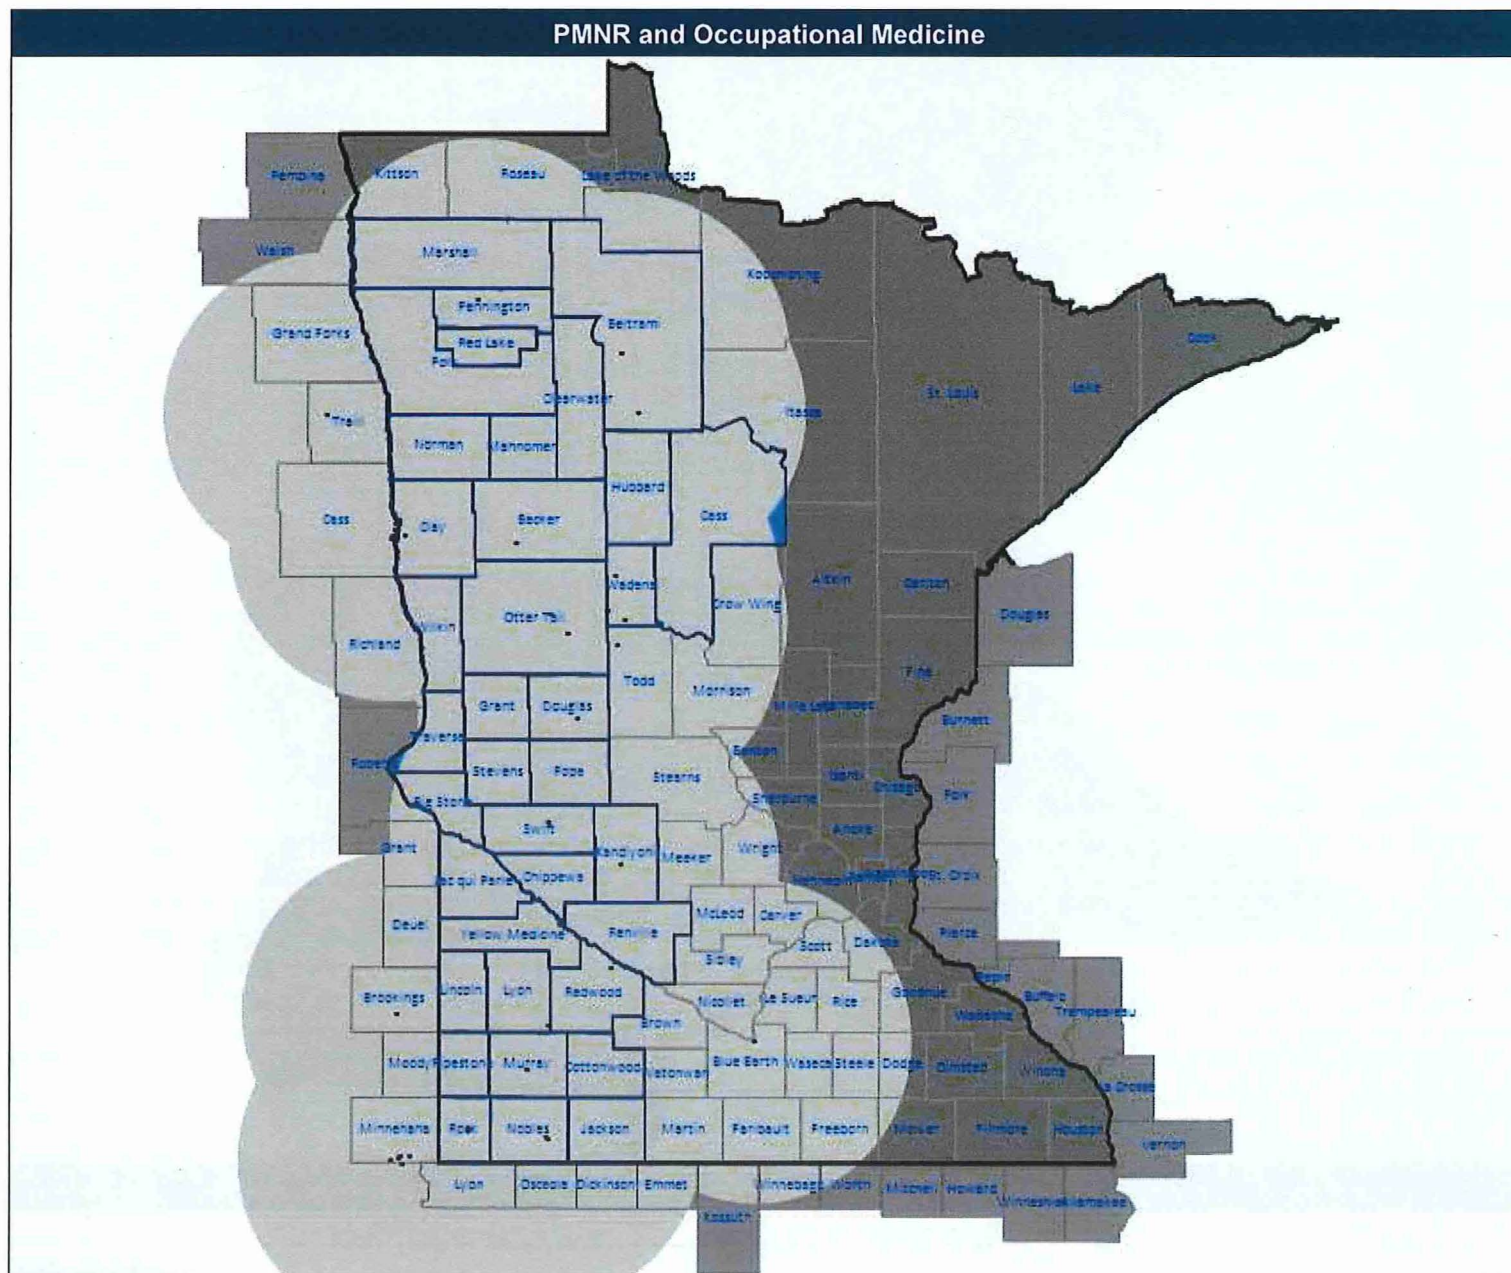 PMNR and Occupational Medicine
Pembina
Kittson
Roseau
Lake of the Woods
Walsh
Marshall
Koochiching
Pennington
Grand Forks
Beltrami
Red Lake
Polk
Cook
Clearwater
St. Louis
Lake
Itasca
Traill
Norman
Mahnomen
Hubbard
Cass
Clay
Becker
Cass
Aitkin
Carlton
Wadena
Crow Wing
Otter Tail
Douglas
Wilkin
Richland
Pine
Todd
Morrison
Grant
Douglas
Mille Lacs
Kanabec
Burnett
Traverse
Benton
Stevens
Pope
Stearns
Isanti
Chisago
Polk
Big Stone
Sherburne
Swift
Anoka
Grant
Kandiyohi
Meeker
Wright
Lac qui Parle
Chippewa
Hennepin
St. Croix
Deuel
McLeod
Carver
Yellow Medicine
Renville
Scott
Dakota
Pierce
Sibley
Pepin
Brookings
Lincoln
Lyon
Redwood
Nicollet
Le Sueur
Rice
Goodhue
Buffalo
Trempealeau
Wabasha
Brown
Moody
Pipestone
Murray
Cottonwood
Watonwan
Blue Earth
Waseca
Steele
Dodge
Olmsted
Winona
La Crosse
Minnehaha
Rock
Nobles
Jackson
Martin
Faribault
Freeborn
Mower
Fillmore
Houston
Vernon
Lyon
Osceola
Dickinson
Emmet
Kossuth
Winnebago
Worth
Mitchell
Howard
Winneshiek
Allamakee